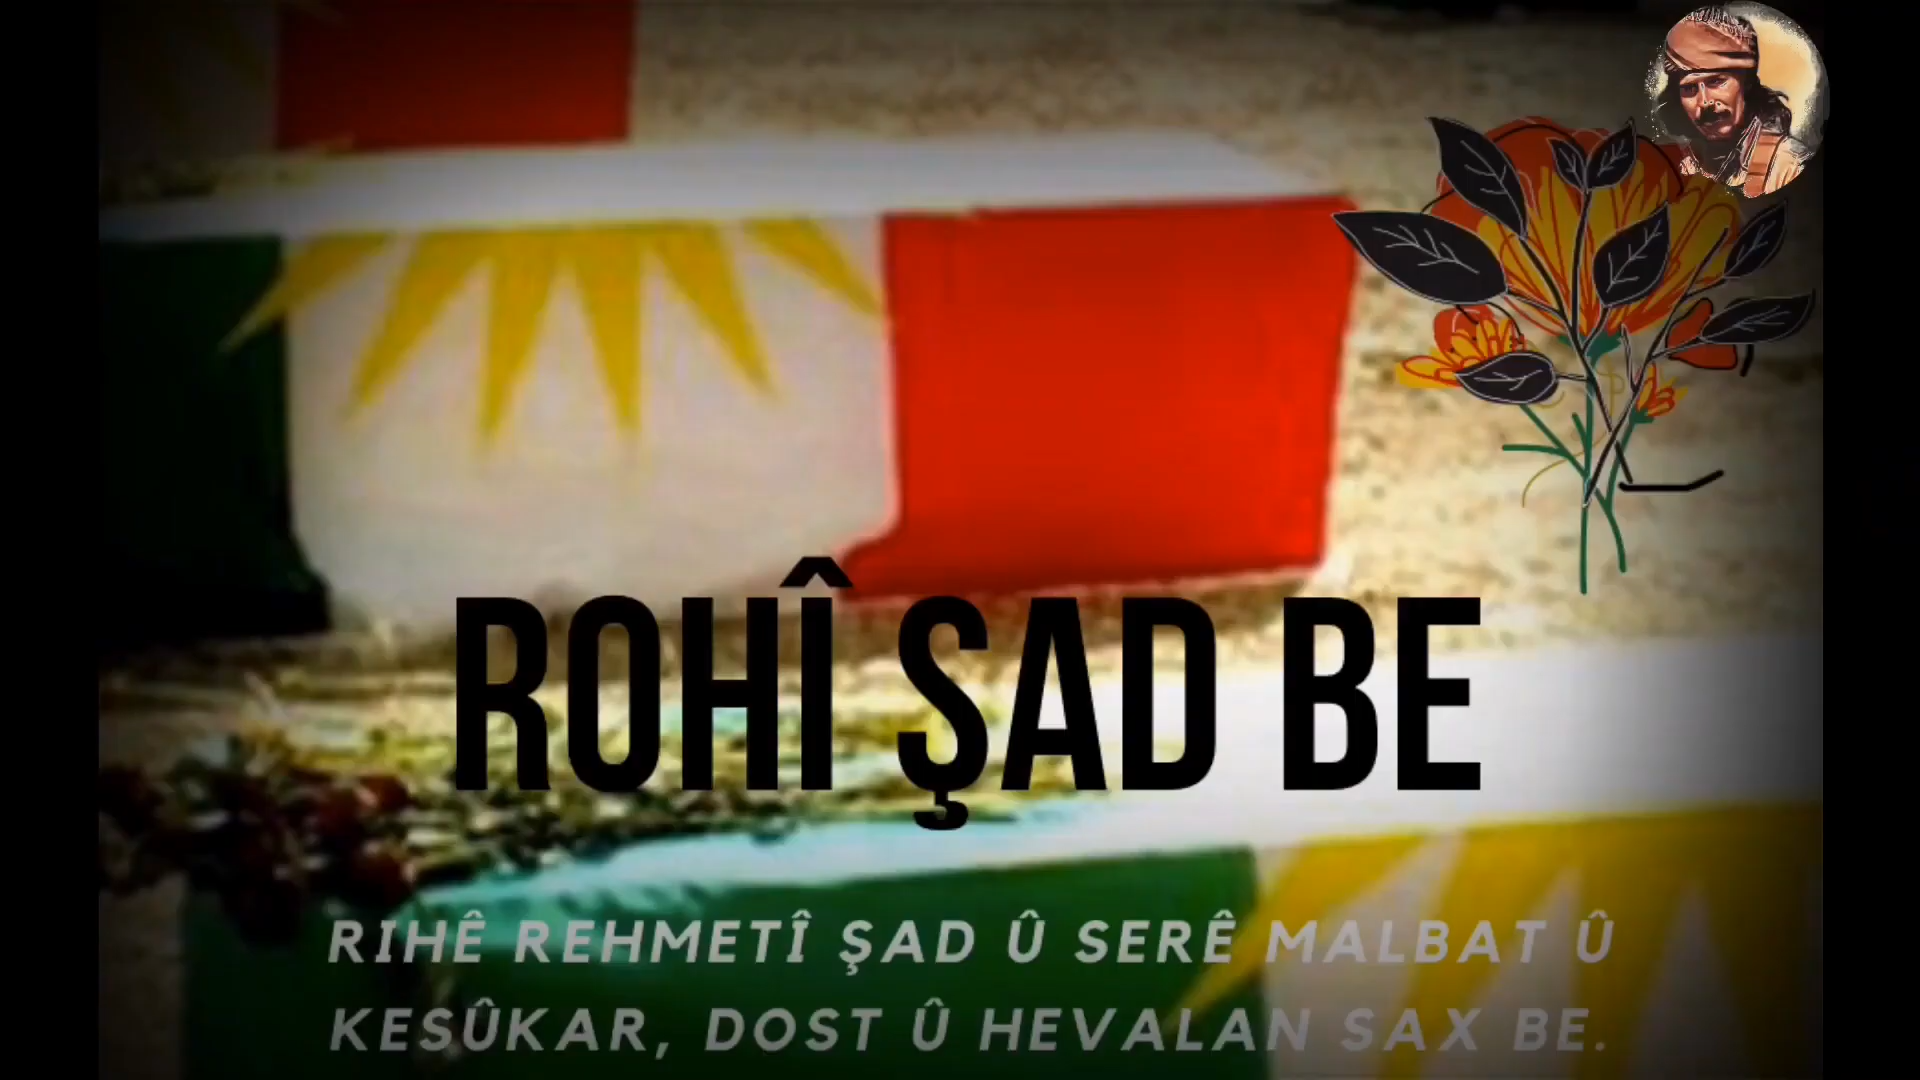 ROHÎ ŞAD BE
RIHÊ REHMETÎ ŞAD Û SERÊ MALBAT Û
KESÛKAR, DOST Û HEVALAN SAX BE.